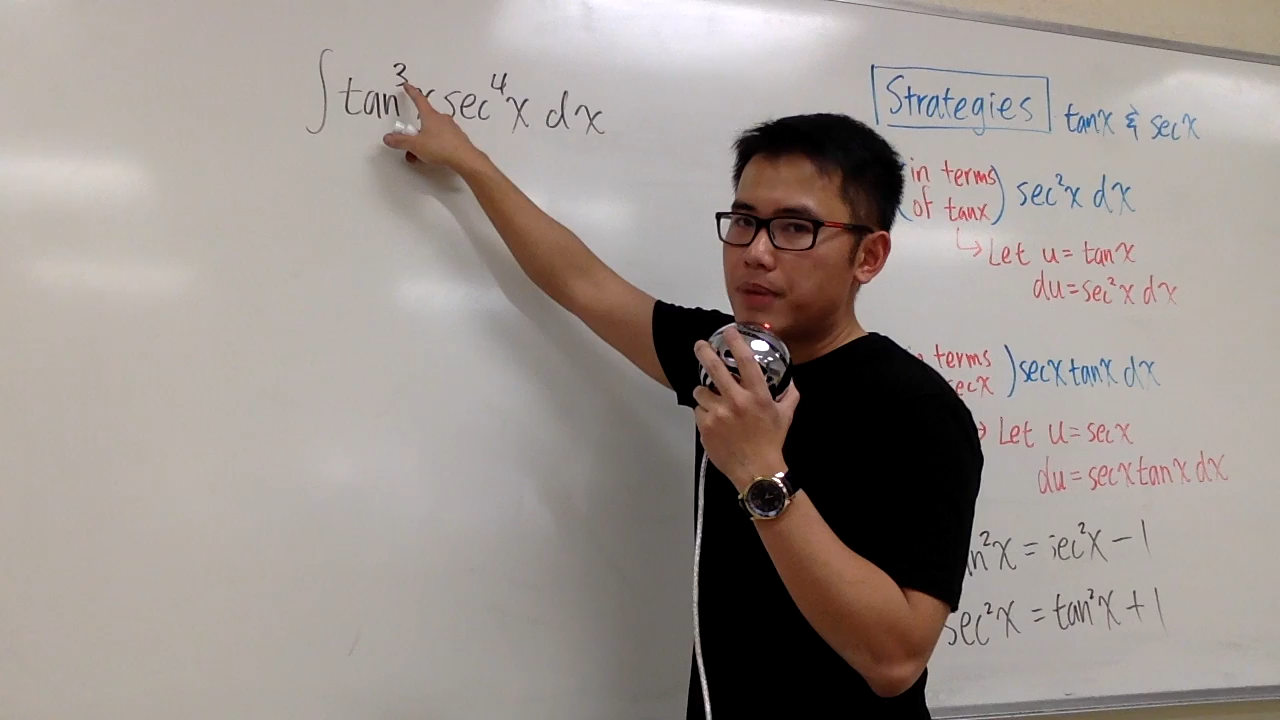 ∫ tan³x sec⁴x dx
Strategies tanx & secx
in terms
of tanx) sec²x dx
↳ Let u = tanx
du = sec²x dx
terms
secx ) secx tanx dx
Let u = secx
du = secx tanx dx
n²x = sec²x − 1
sec²x = tan²x + 1